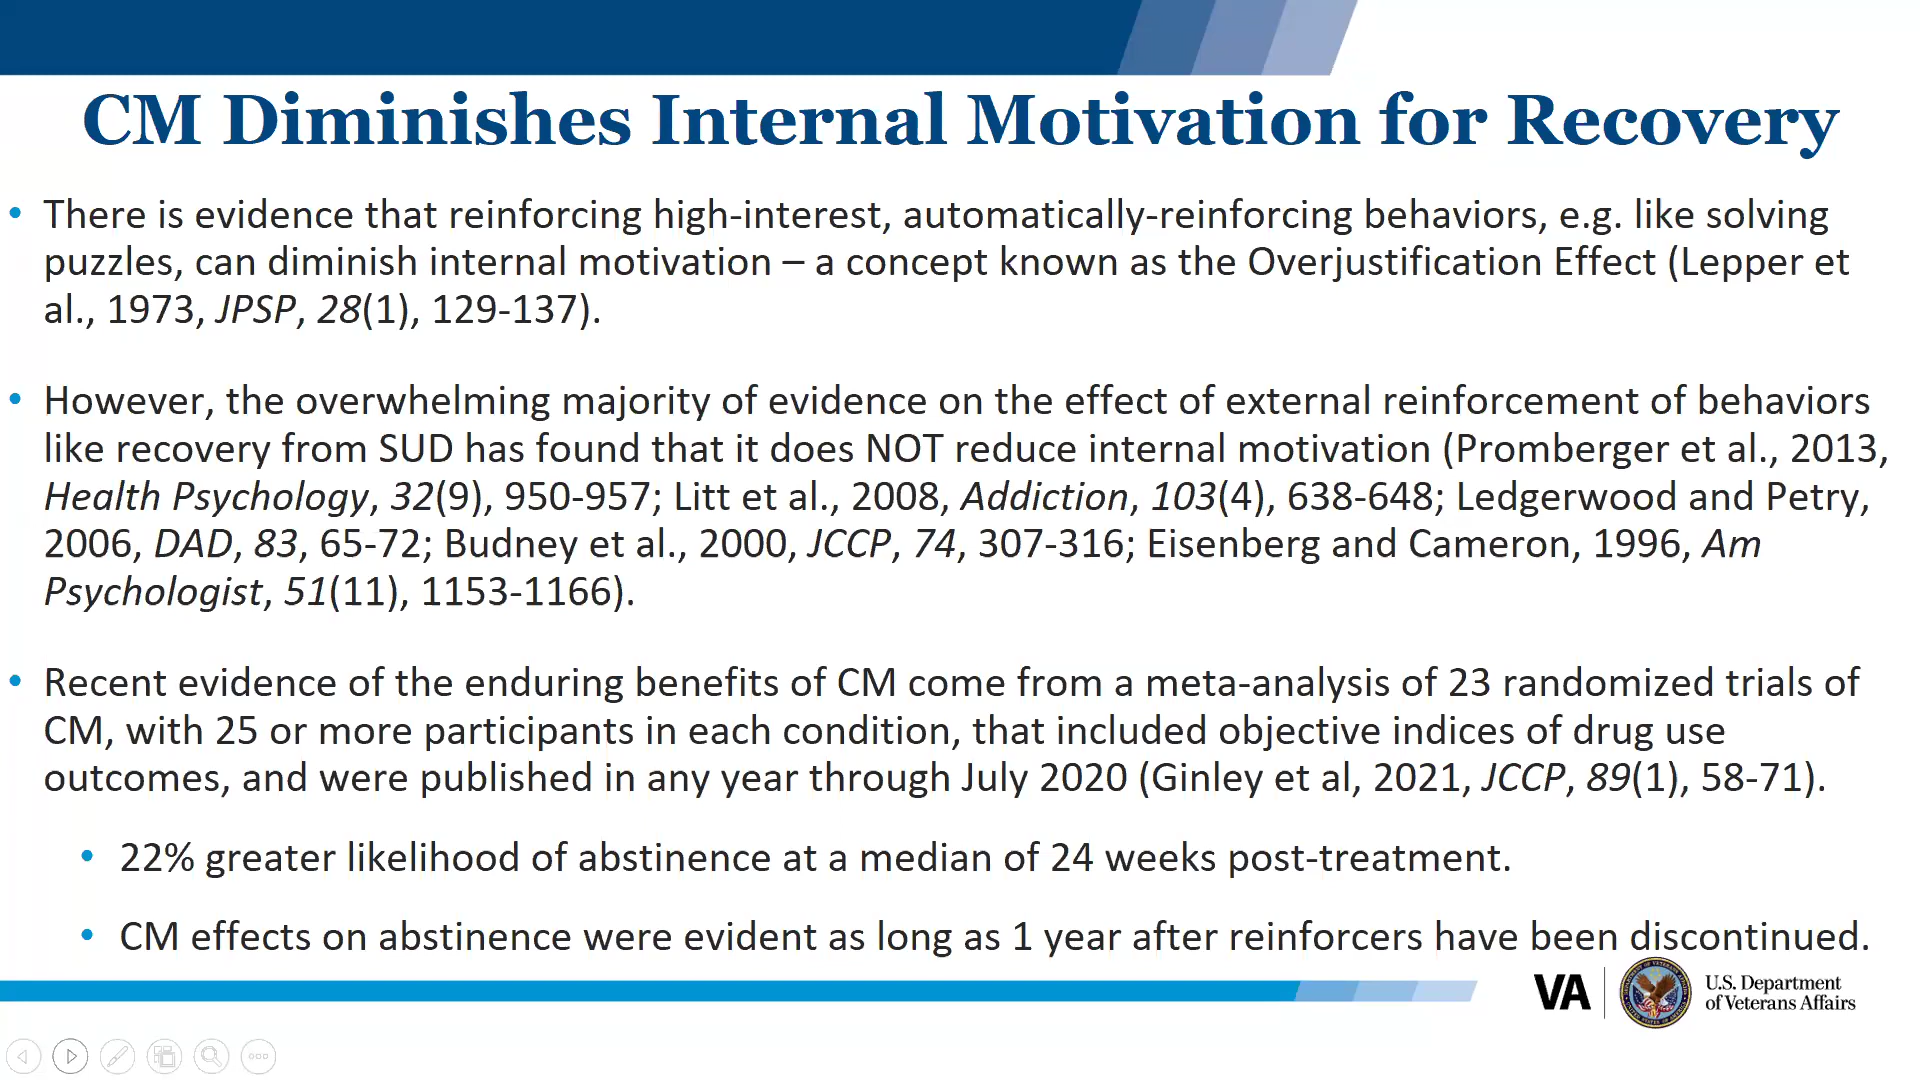 CM Diminishes Internal Motivation for Recovery
• There is evidence that reinforcing high-interest, automatically-reinforcing behaviors, e.g. like solving
puzzles, can diminish internal motivation – a concept known as the Overjustification Effect (Lepper et
al., 1973, JPSP, 28(1), 129-137).
• However, the overwhelming majority of evidence on the effect of external reinforcement of behaviors
like recovery from SUD has found that it does NOT reduce internal motivation (Promberger et al., 2013,
Health Psychology, 32(9), 950-957; Litt et al., 2008, Addiction, 103(4), 638-648; Ledgerwood and Petry,
2006, DAD, 83, 65-72; Budney et al., 2000, JCCP, 74, 307-316; Eisenberg and Cameron, 1996, Am
Psychologist, 51(11), 1153-1166).
• Recent evidence of the enduring benefits of CM come from a meta-analysis of 23 randomized trials of
CM, with 25 or more participants in each condition, that included objective indices of drug use
outcomes, and were published in any year through July 2020 (Ginley et al, 2021, JCCP, 89(1), 58-71).
• 22% greater likelihood of abstinence at a median of 24 weeks post-treatment.
• CM effects on abstinence were evident as long as 1 year after reinforcers have been discontinued.
VA
U.S. Department
of Veterans Affairs